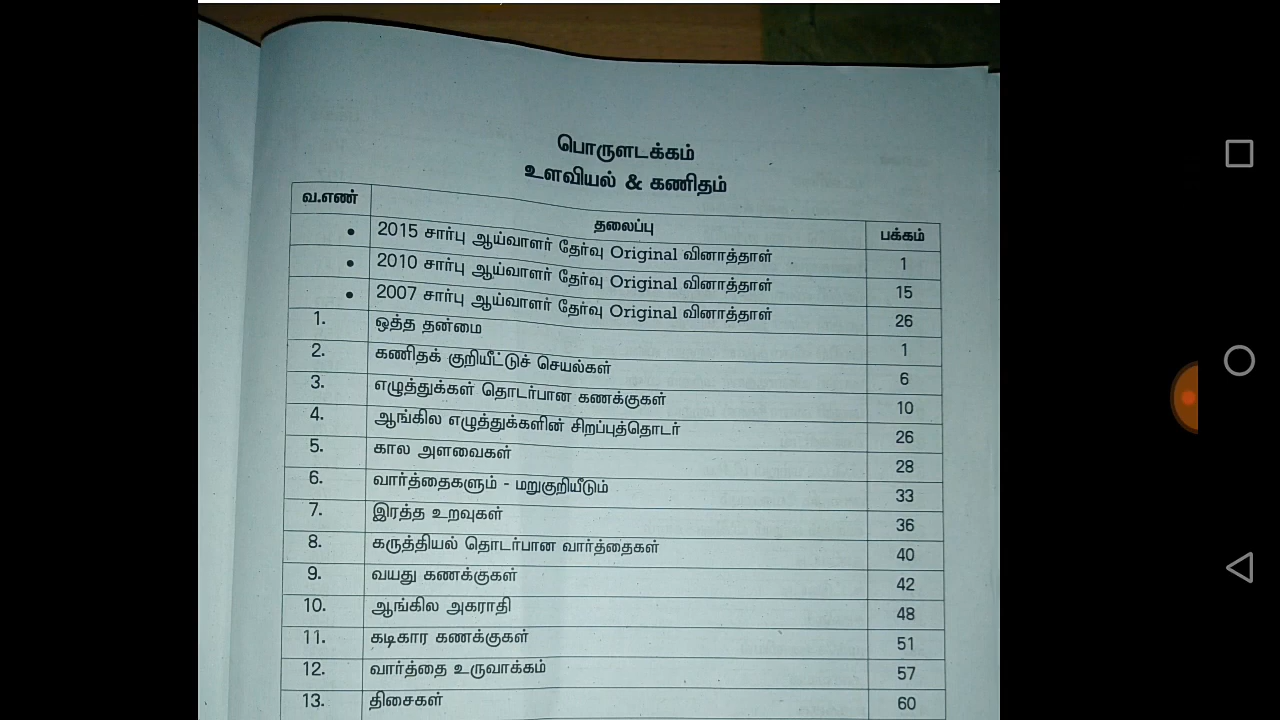 பொருளடக்கம்
உளவியல் & கணிதம்
வ.எண் தலைப்பு பக்கம்
• 2015 சார்பு ஆய்வாளர் தேர்வு Original வினாத்தாள் 1
• 2010 சார்பு ஆய்வாளர் தேர்வு Original வினாத்தாள் 15
• 2007 சார்பு ஆய்வாளர் தேர்வு Original வினாத்தாள் 26
1. ஒத்த தன்மை 1
2. கணிதக் குறியீட்டுச் செயல்கள் 6
3. எழுத்துக்கள் தொடர்பான கணக்குகள் 10
4. ஆங்கில எழுத்துக்களின் சிறப்புத்தொடர் 26
5. கால அளவைகள் 28
6. வார்த்தைகளும் - மறுகுறியீடும் 33
7. இரத்த உறவுகள் 36
8. கருத்தியல் தொடர்பான வார்த்தைகள் 40
9. வயது கணக்குகள் 42
10. ஆங்கில அகராதி 48
11. கடிகார கணக்குகள் 51
12. வார்த்தை உருவாக்கம் 57
13. திசைகள் 60